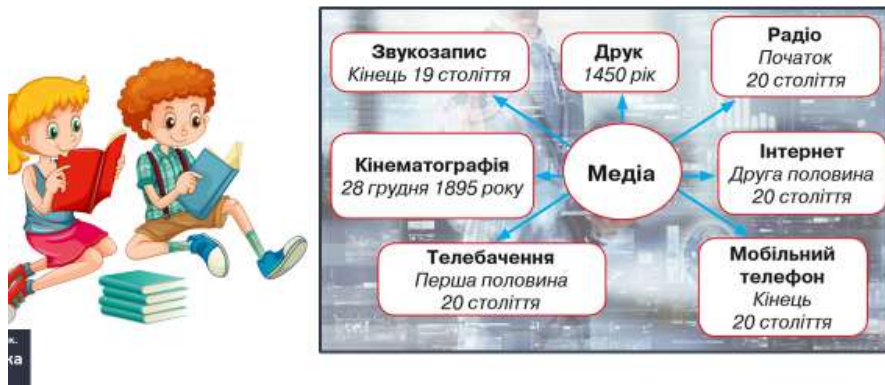 Звукозапис
Кінець 19 століття
Друк
1450 рік
Радіо
Початок
20 століття
Кінематографія
28 грудня 1895 року
Медіа
Інтернет
Друга половина
20 століття
Телебачення
Перша половина
20 століття
Мобільний
телефон
Кінець
20 століття